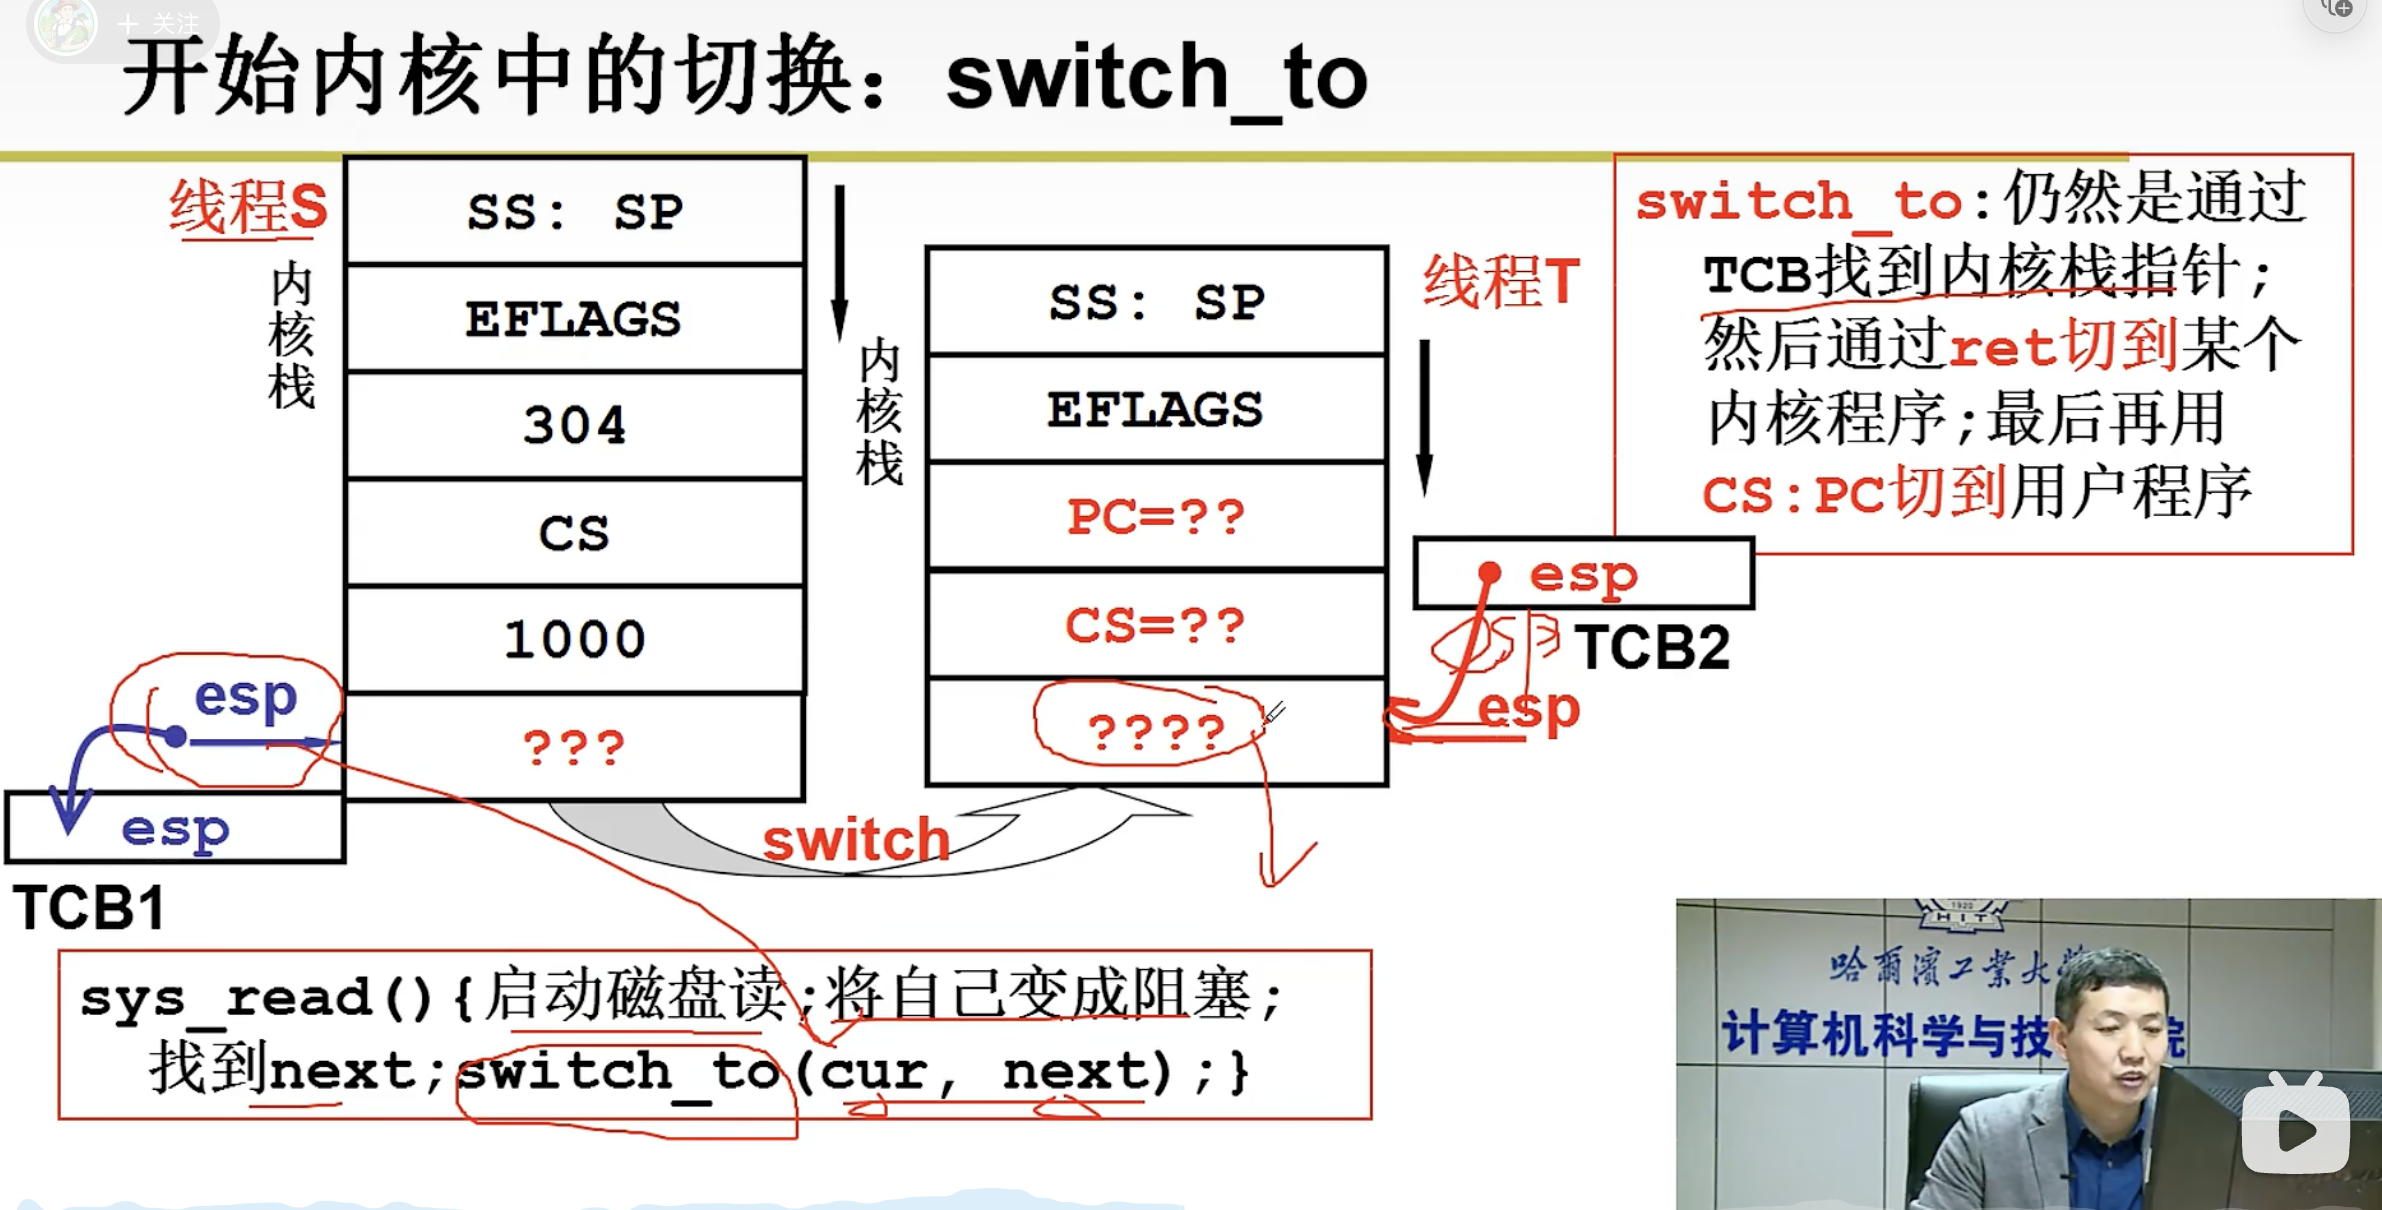 关注
开始内核中的切换：switch_to
线程S
内核栈
SS: SP
EFLAGS
304
CS
1000
???
esp
esp
TCB1
switch
内核栈
SS: SP
EFLAGS
PC=??
CS=??
????
线程T
esp
TCB2
esp
switch_to:仍然是通过
TCB找到内核栈指针;
然后通过ret切到某个
内核程序;最后再用
CS:PC切到用户程序
sys_read(){启动磁盘读;将自己变成阻塞;
找到next;switch_to(cur, next);}
1920
HIT
哈爾濱工業大
计算机科学与技 院